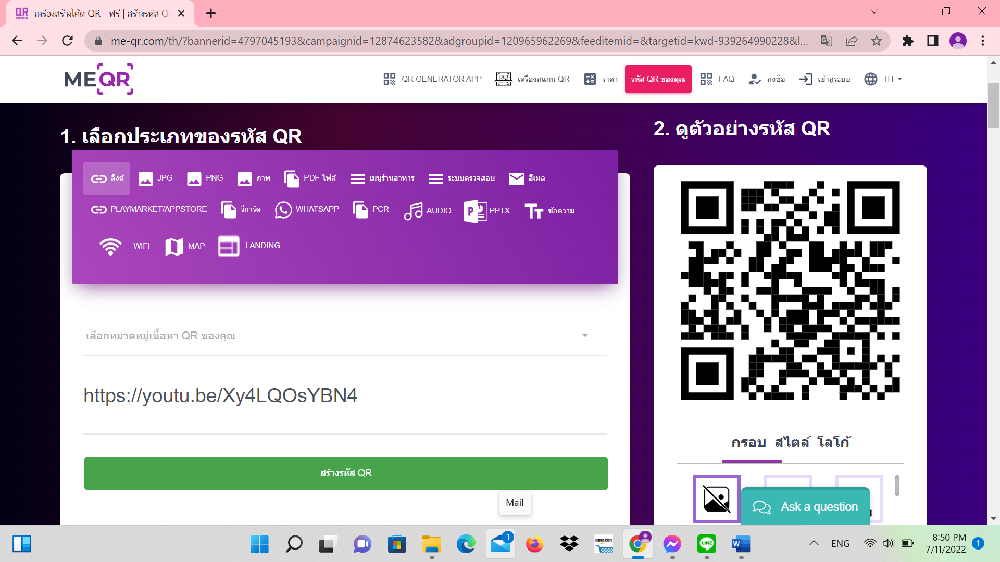 QR CODE
เครื่องสร้างโค้ด QR - ฟรี | สร้างรหัส Q
me-qr.com/th/?bannerid=4797045193&campaignid=12874623582&adgroupid=120965962269&feeditemid=&targetid=kwd-939264990228&l...
MEQR
QR GENERATOR APP
เครื่องสแกน QR
ราคา
รหัส QR ของคุณ
FAQ
ลงชื่อ
เข้าสู่ระบบ
TH
1. เลือกประเภทของรหัส QR
2. ดูตัวอย่างรหัส QR
ลิงค์ JPG PNG ภาพ PDF ไฟล์ เมนูร้านอาหาร ระบบตรวจสอบ อีเมล
PLAYMARKET/APPSTORE วีการ์ด WHATSAPP PCR AUDIO PPTX ข้อความ
WIFI MAP LANDING
เลือกหมวดหมู่เนื้อหา QR ของคุณ
https://youtu.be/Xy4LQOsYBN4
สร้างรหัส QR
กรอบ สไตล์ โลโก้
Mail
Ask a question
1
amazon
LINE
W
ENG
8:50 PM
7/11/2022
1